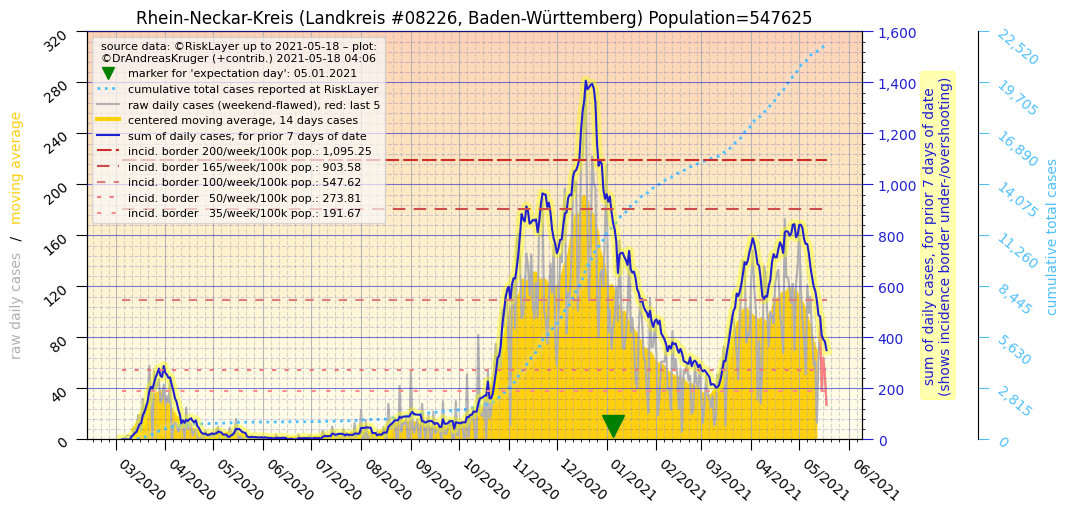 Rhein-Neckar-Kreis (Landkreis #08226, Baden-Württemberg) Population=547625
source data: ©RiskLayer up to 2021-05-18 – plot:
©DrAndreasKruger (+contrib.) 2021-05-18 04:06
marker for 'expectation day': 05.01.2021
cumulative total cases reported at RiskLayer
raw daily cases (weekend-flawed), red: last 5
centered moving average, 14 days cases
sum of daily cases, for prior 7 days of date
incid. border 200/week/100k pop.: 1,095.25
incid. border 165/week/100k pop.: 903.58
incid. border 100/week/100k pop.: 547.62
incid. border   50/week/100k pop.: 273.81
incid. border   35/week/100k pop.: 191.67
raw daily cases  /  moving average
320
280
240
200
160
120
80
40
0
03/2020
04/2020
05/2020
06/2020
07/2020
08/2020
09/2020
10/2020
11/2020
12/2020
01/2021
02/2021
03/2021
04/2021
05/2021
06/2021
1,600
1,400
1,200
1,000
800
600
400
200
0
sum of daily cases, for prior 7 days of date
(shows incidence border under-/overshooting)
22,520
19,705
16,890
14,075
11,260
8,445
5,630
2,815
0
cumulative total cases